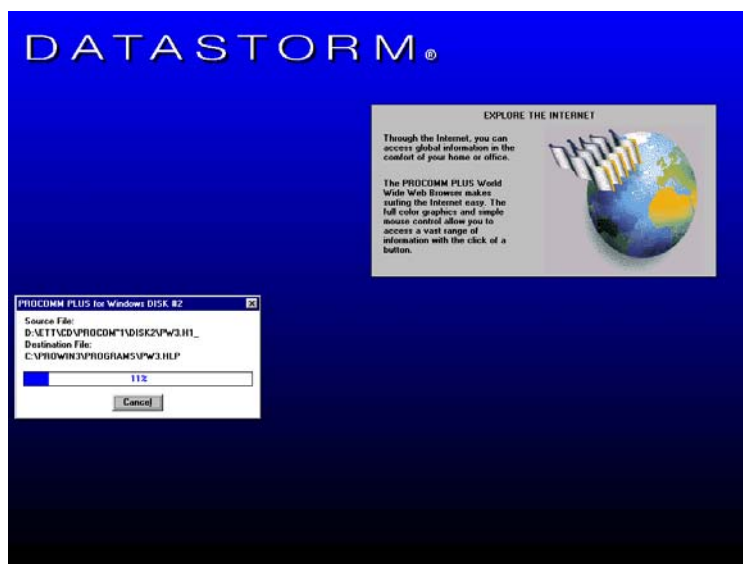 DATASTORM®
EXPLORE THE INTERNET
Through the Internet, you can
access global information in the
comfort of your home or office.
The PROCOMM PLUS World
Wide Web Browser makes
surfing the Internet easy. The
full color graphics and simple
mouse control allow you to
access a vast range of
information with the click of a
button.
PROCOMM PLUS for Windows DISK #2
Source File:
D:\ETT\CD\PROCOM~1\DISK2\PW3.H1_
Destination File:
C:\PROWIN3\PROGRAMS\PW3.HLP
11%
Cancel